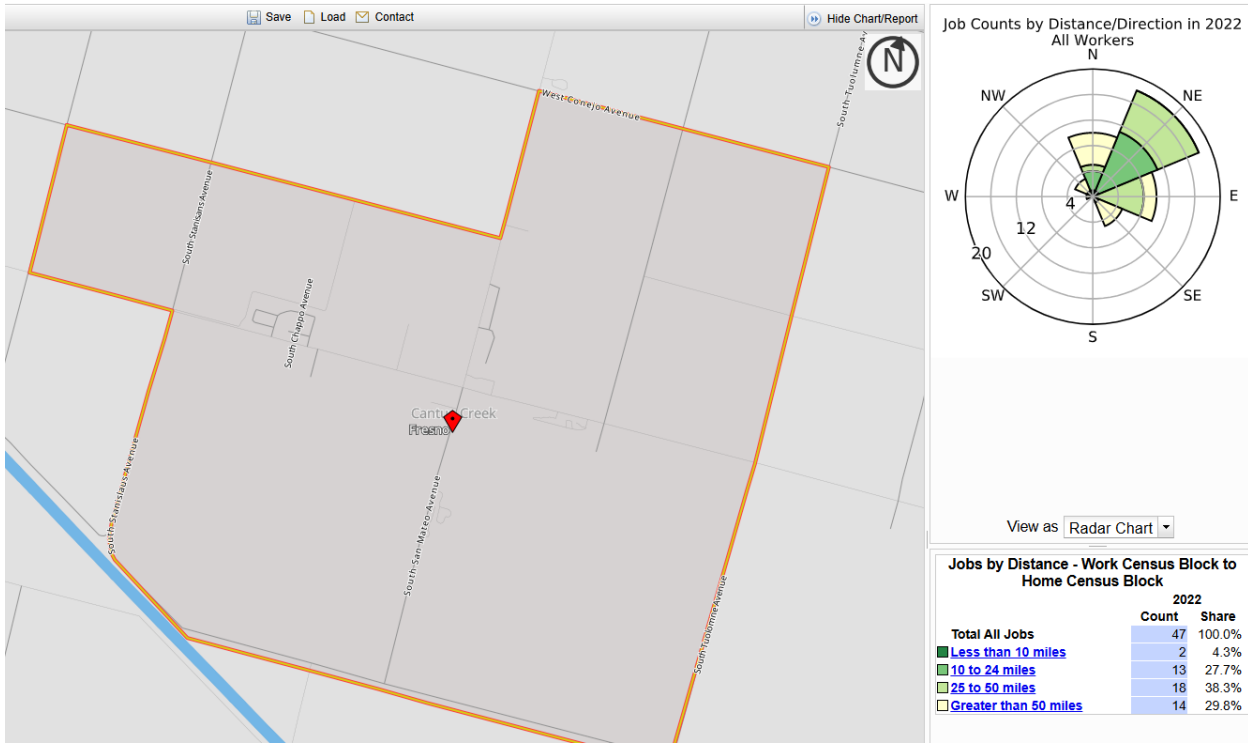 Save
Load
Contact
Hide Chart/Report
N
West Conejo Avenue
South Tuolumne Av
South Stanislaus Avenue
South Chappo Avenue
Cantua Creek
Fresno
South Stanislaus Avenue
South San Mateo Avenue
South Tuolumne Avenue
Job Counts by Distance/Direction in 2022
All Workers
N
NW
NE
W
E
4
12
20
SW
SE
S
View as
Radar Chart
Jobs by Distance - Work Census Block to
Home Census Block
2022
Count Share
Total All Jobs 47 100.0%
Less than 10 miles 2 4.3%
10 to 24 miles 13 27.7%
25 to 50 miles 18 38.3%
Greater than 50 miles 14 29.8%